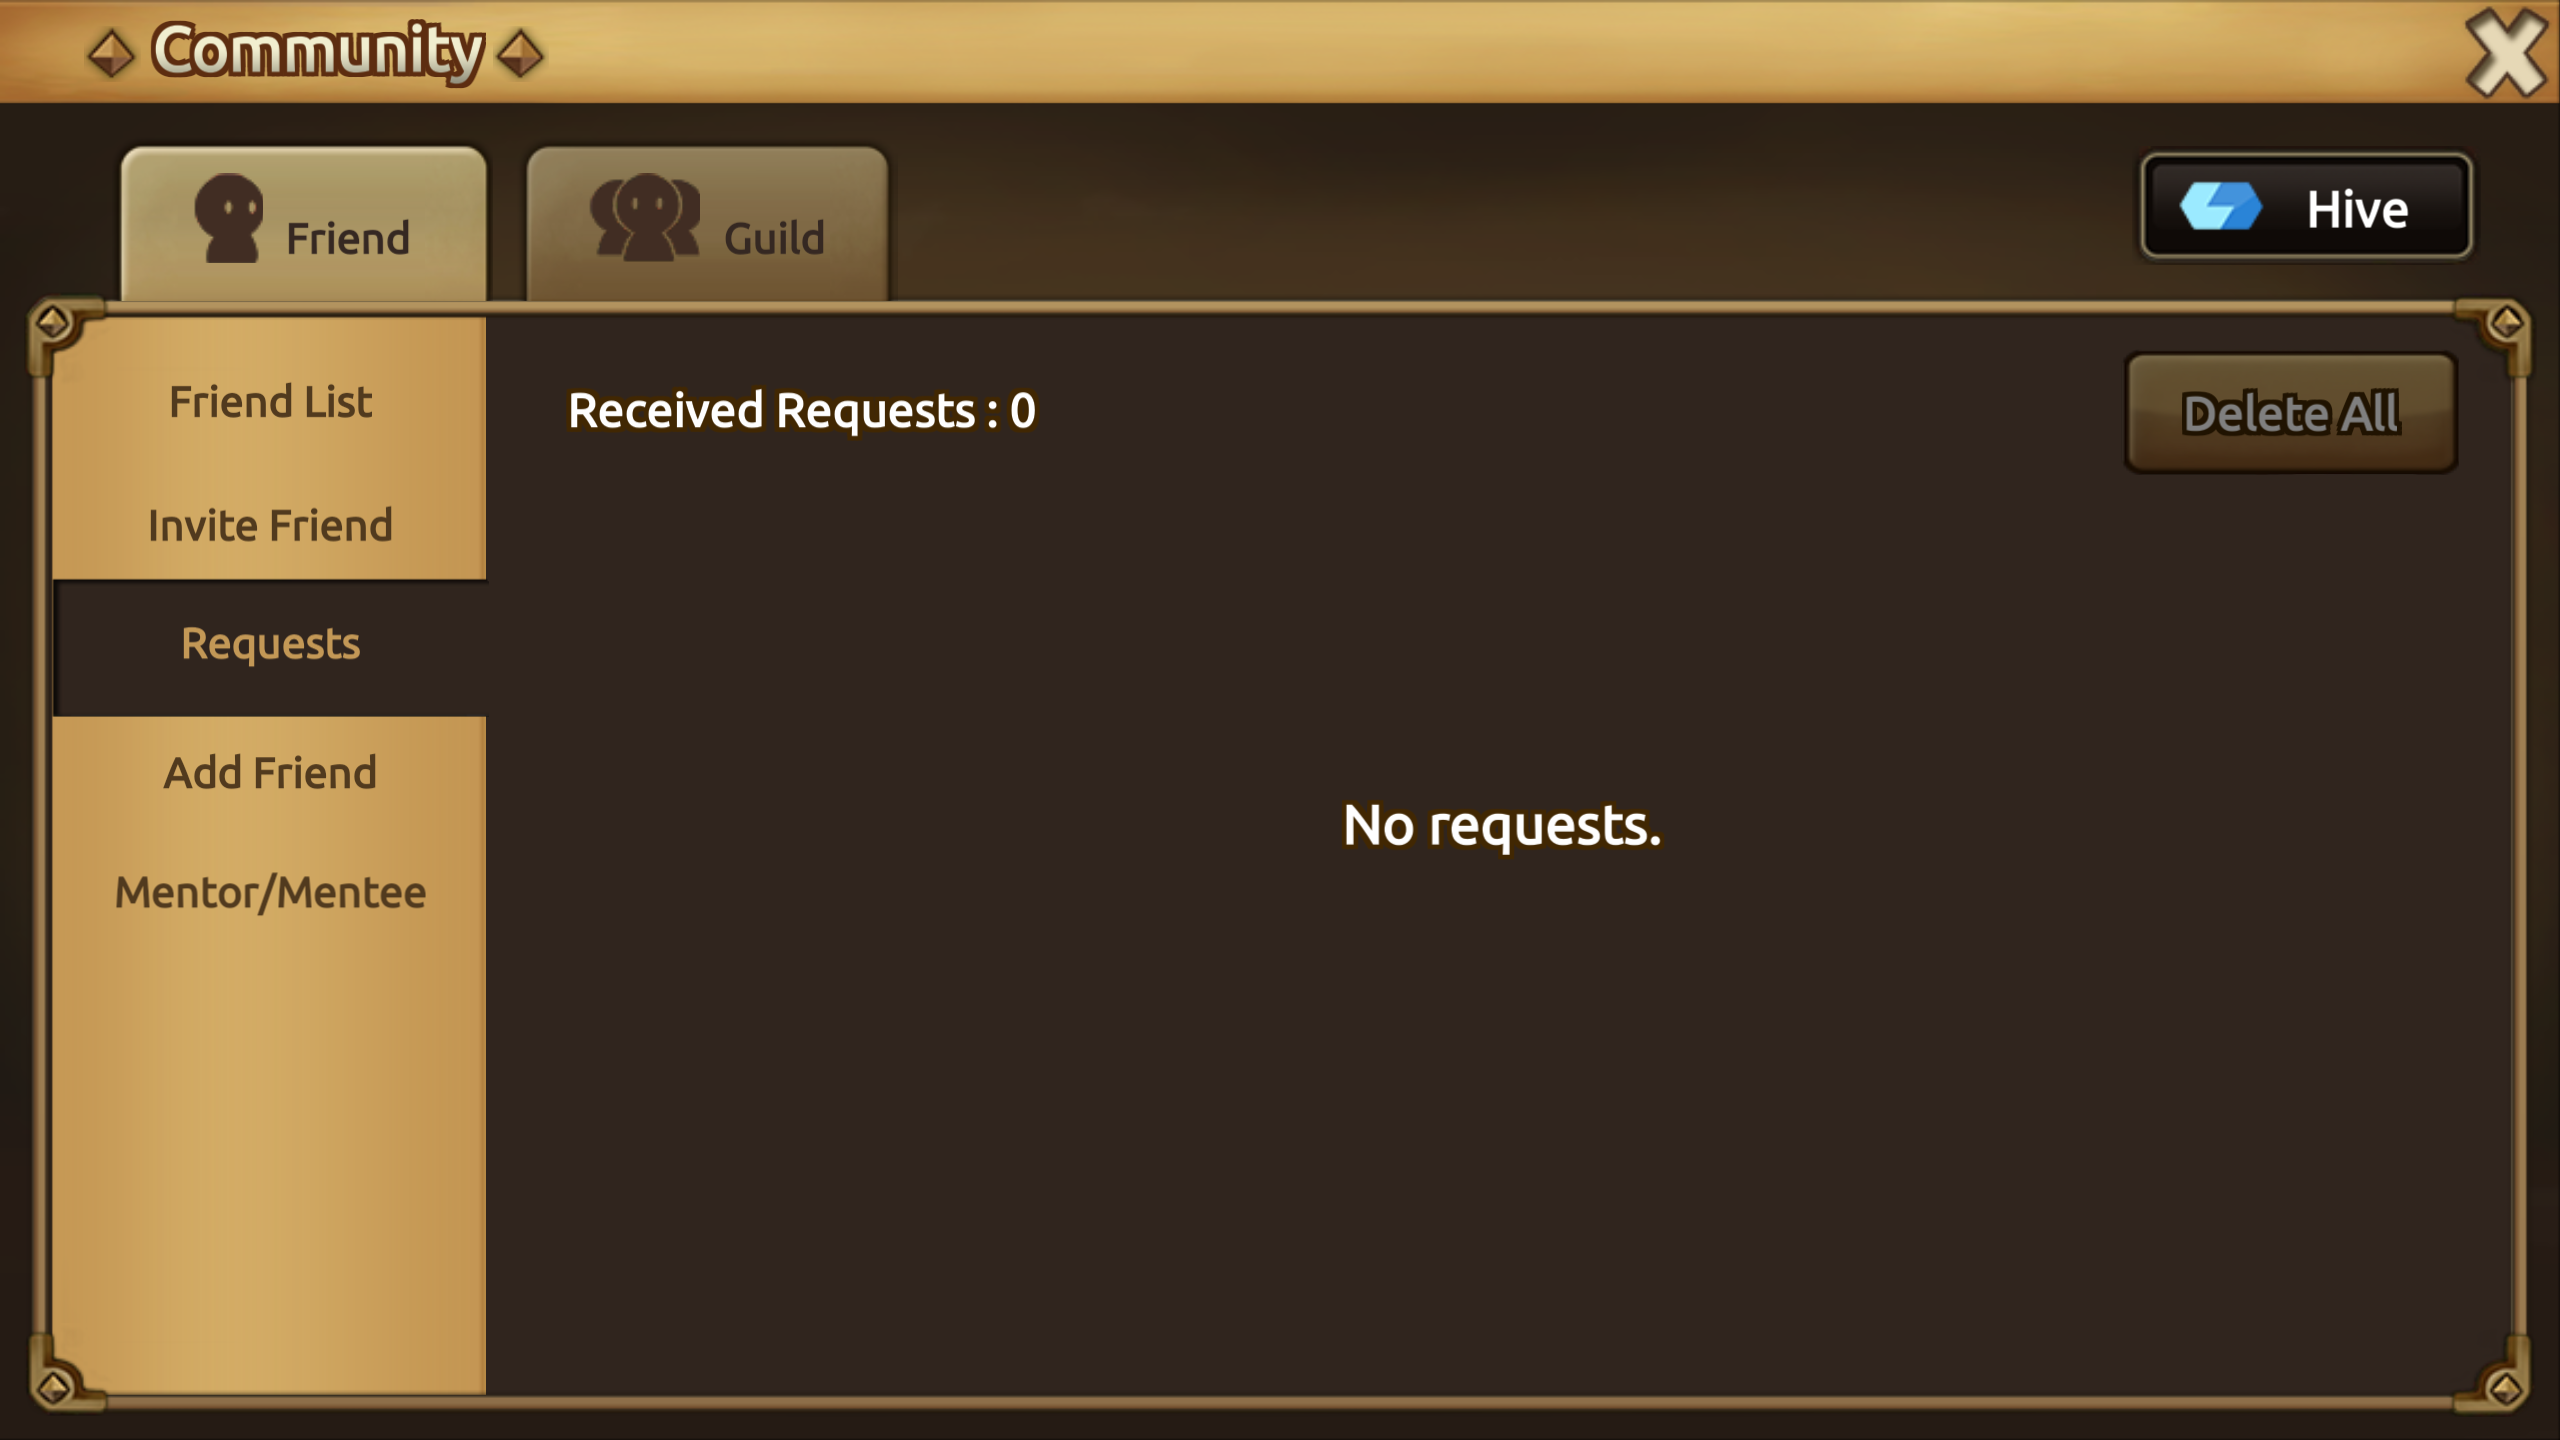 Community
Friend
Guild
Hive
Friend List
Invite Friend
Requests
Add Friend
Mentor/Mentee
Received Requests : 0
Delete All
No requests.